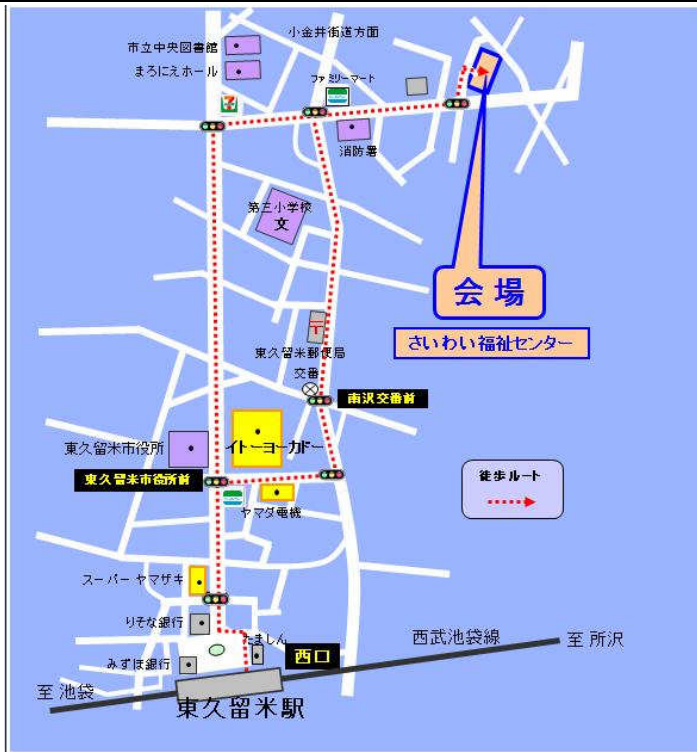 小金井街道方面
市立中央図書館
まろにえホール
ファミリーマート
7
消防署
第三小学校
文
会場
さいわい福祉センター
〒
東久留米郵便局
交番
南沢交番前
イトーヨーカドー
東久留米市役所
東久留米市役所前
ヤマダ電機
徒歩ルート
スーパー ヤマザキ
りそな銀行
たましん
みずほ銀行
西口
西武池袋線
至 所沢
至 池袋
東久留米駅